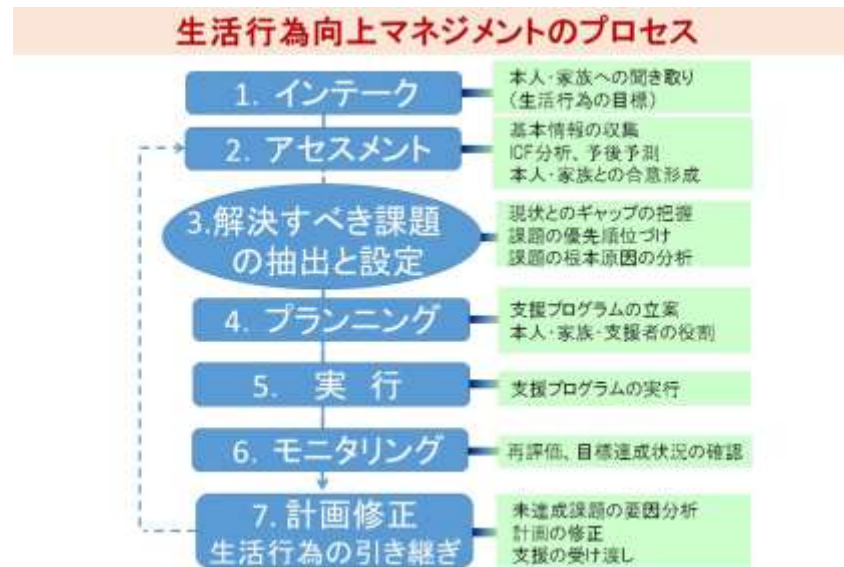 生活行為向上マネジメントのプロセス
1. インテーク
本人・家族への聞き取り
（生活行為の目標）
2. アセスメント
基本情報の収集
ICF分析、予後予測
本人・家族との合意形成
3.解決すべき課題
の抽出と設定
現状とのギャップの把握
課題の優先順位づけ
課題の根本原因の分析
4. プランニング
支援プログラムの立案
本人・家族・支援者の役割
5. 実 行
支援プログラムの実行
6. モニタリング
再評価、目標達成状況の確認
7. 計画修正
生活行為の引き継ぎ
未達成課題の要因分析
計画の修正
支援の受け渡し